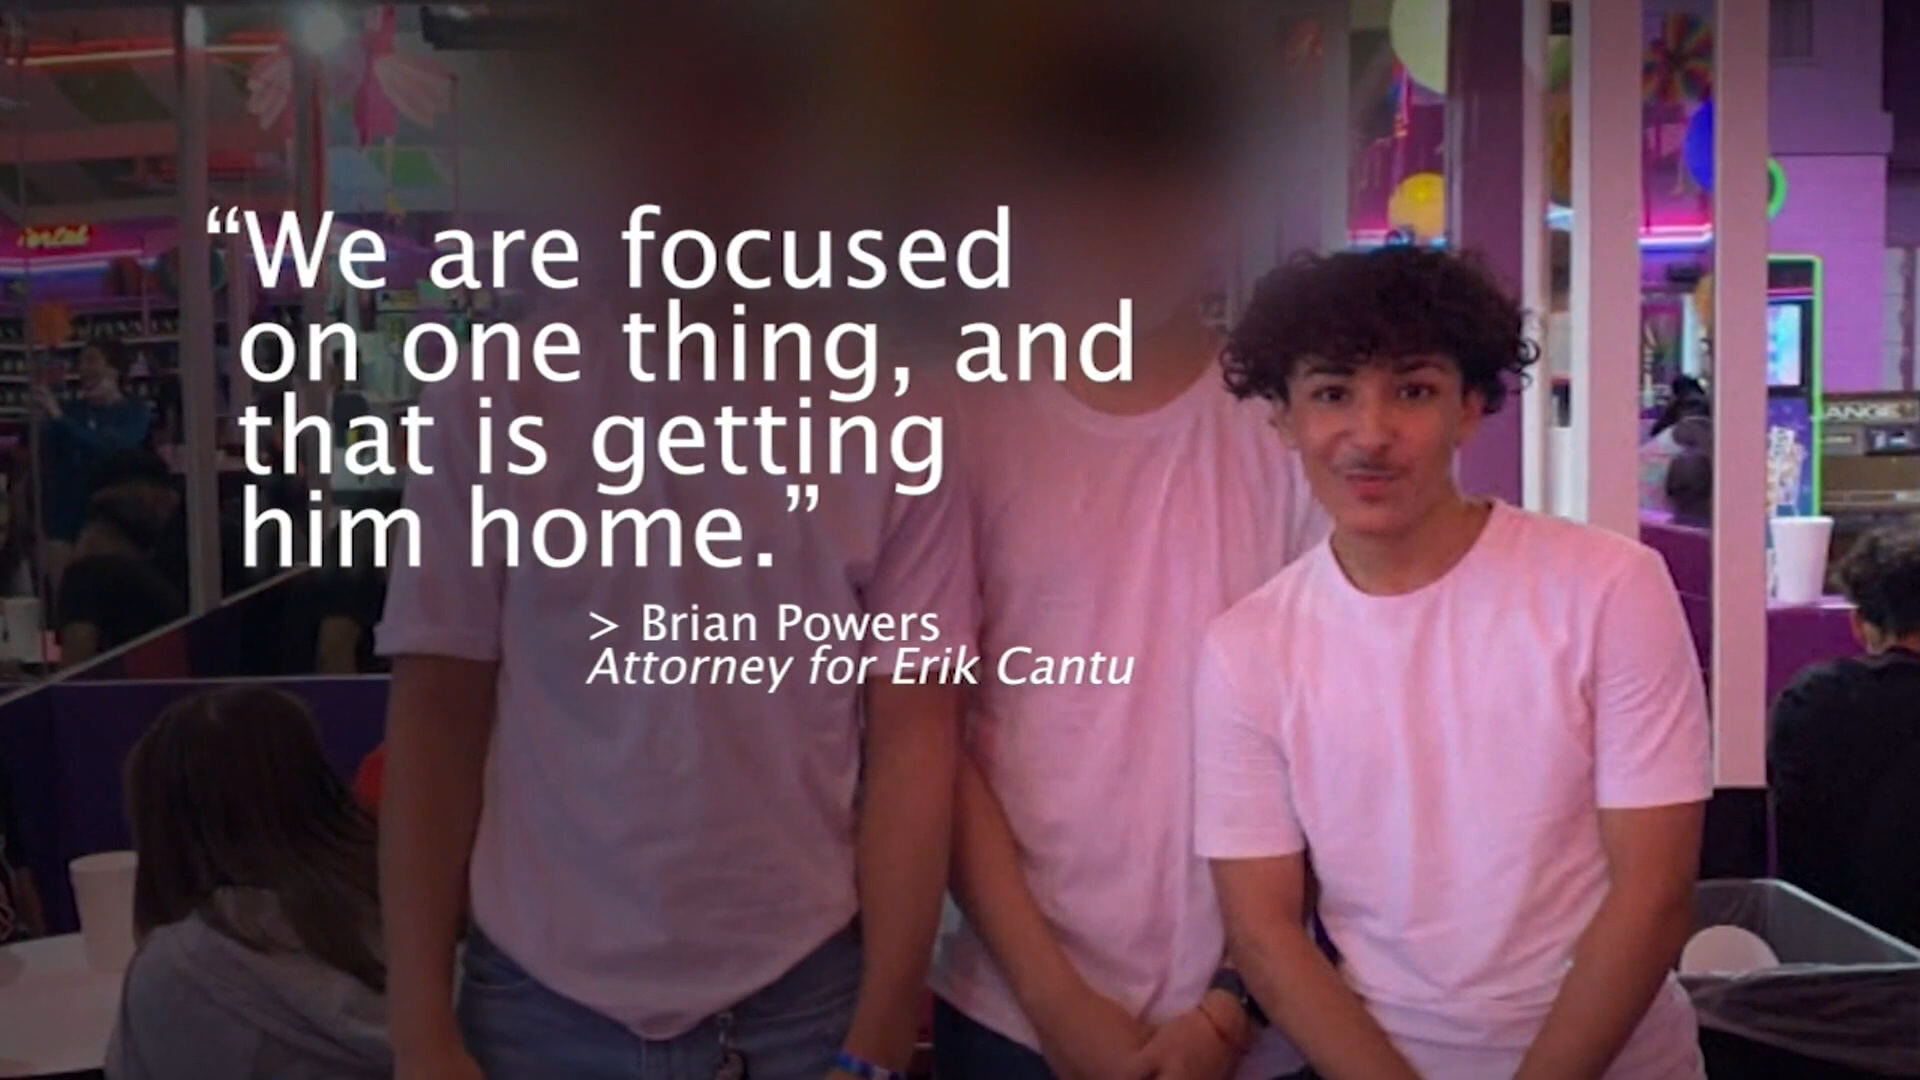 “We are focused
on one thing, and
that is getting
him home.”
> Brian Powers
Attorney for Erik Cantu